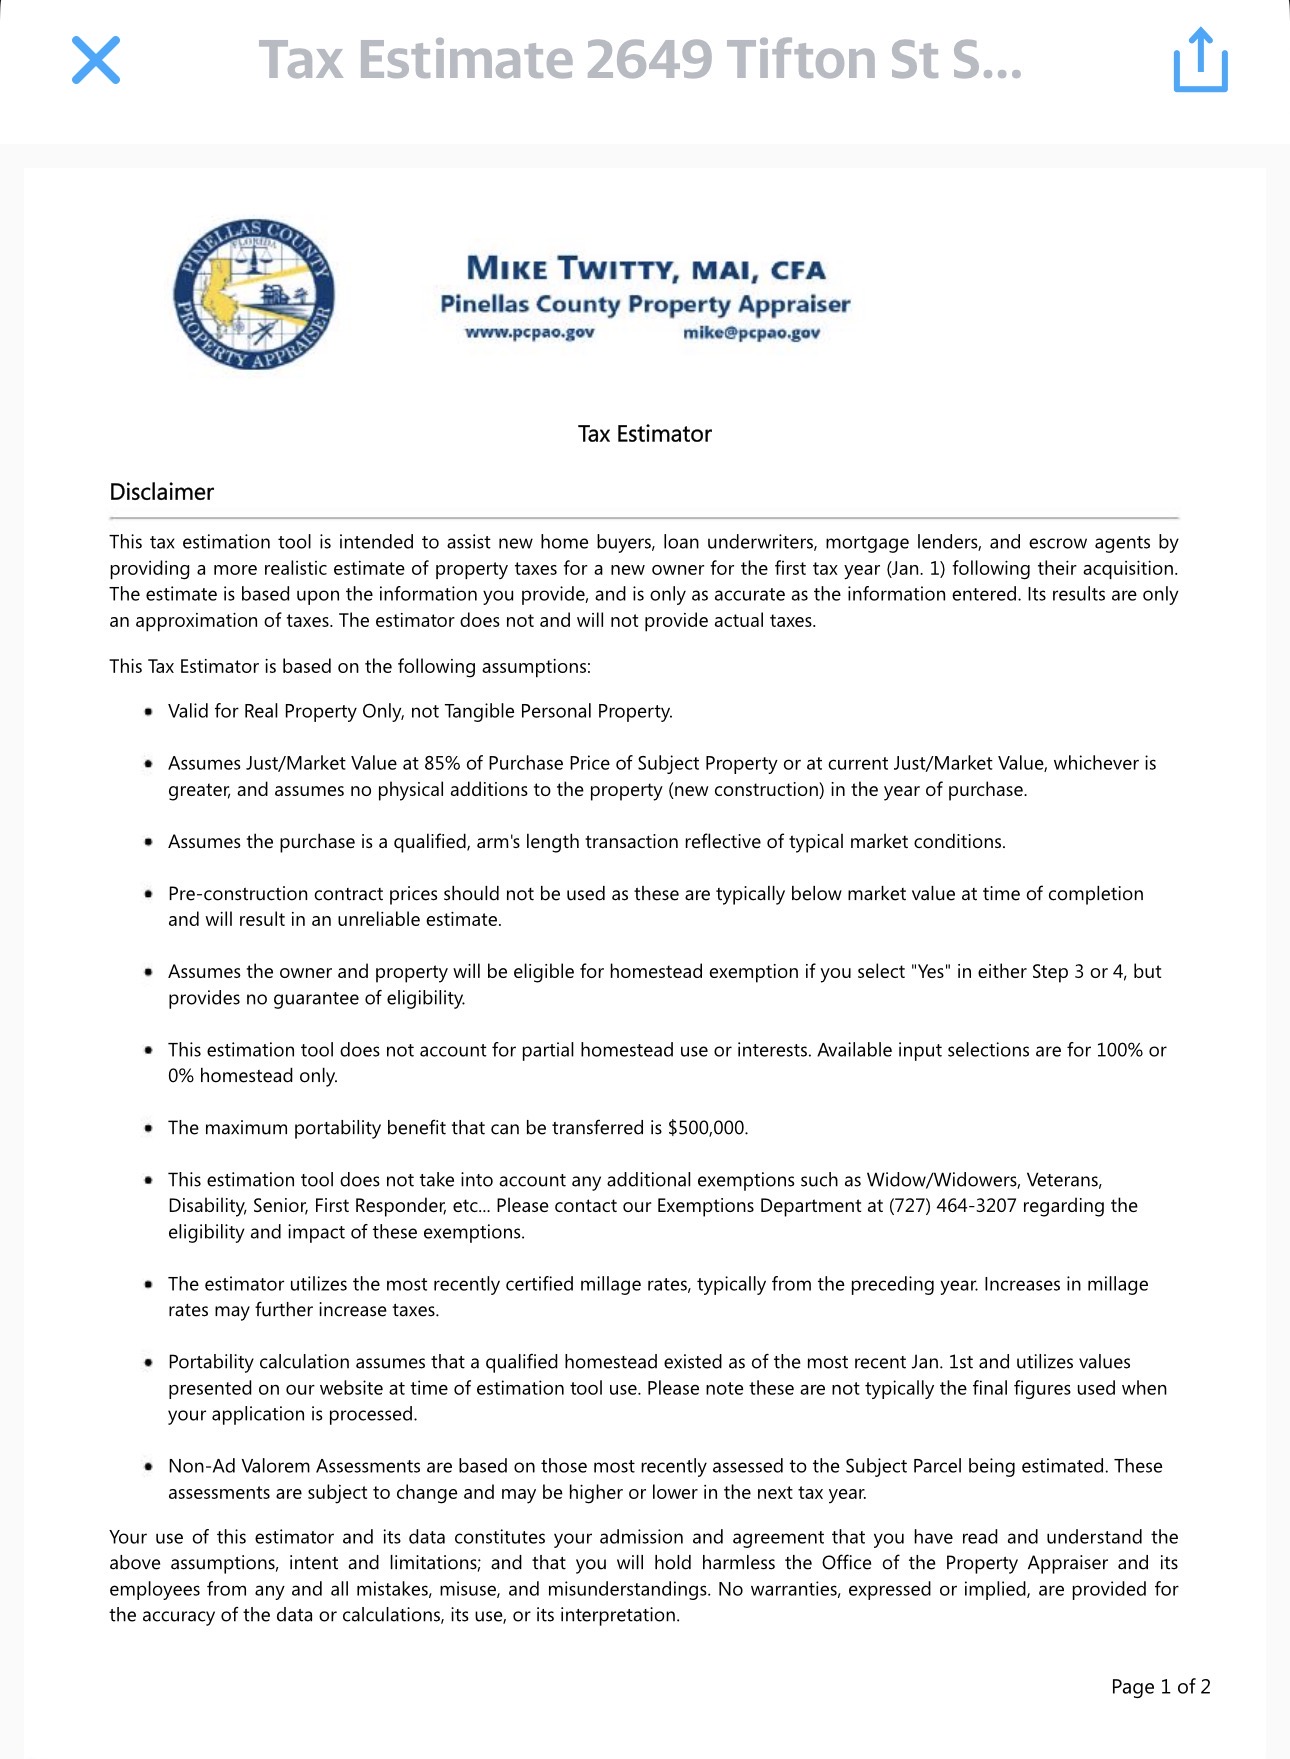 Tax Estimate 2649 Tifton St S...
PINELLAS COUNTY
FLORIDA
PROPERTY APPRAISER
MIKE TWITTY, MAI, CFA
Pinellas County Property Appraiser
www.pcpao.gov mike@pcpao.gov
Tax Estimator
Disclaimer
This tax estimation tool is intended to assist new home buyers, loan underwriters, mortgage lenders, and escrow agents by
providing a more realistic estimate of property taxes for a new owner for the first tax year (Jan. 1) following their acquisition.
The estimate is based upon the information you provide, and is only as accurate as the information entered. Its results are only
an approximation of taxes. The estimator does not and will not provide actual taxes.
This Tax Estimator is based on the following assumptions:
• Valid for Real Property Only, not Tangible Personal Property.
• Assumes Just/Market Value at 85% of Purchase Price of Subject Property or at current Just/Market Value, whichever is
greater, and assumes no physical additions to the property (new construction) in the year of purchase.
• Assumes the purchase is a qualified, arm's length transaction reflective of typical market conditions.
• Pre-construction contract prices should not be used as these are typically below market value at time of completion
and will result in an unreliable estimate.
• Assumes the owner and property will be eligible for homestead exemption if you select "Yes" in either Step 3 or 4, but
provides no guarantee of eligibility.
• This estimation tool does not account for partial homestead use or interests. Available input selections are for 100% or
0% homestead only.
• The maximum portability benefit that can be transferred is $500,000.
• This estimation tool does not take into account any additional exemptions such as Widow/Widowers, Veterans,
Disability, Senior, First Responder, etc... Please contact our Exemptions Department at (727) 464-3207 regarding the
eligibility and impact of these exemptions.
• The estimator utilizes the most recently certified millage rates, typically from the preceding year. Increases in millage
rates may further increase taxes.
• Portability calculation assumes that a qualified homestead existed as of the most recent Jan. 1st and utilizes values
presented on our website at time of estimation tool use. Please note these are not typically the final figures used when
your application is processed.
• Non-Ad Valorem Assessments are based on those most recently assessed to the Subject Parcel being estimated. These
assessments are subject to change and may be higher or lower in the next tax year.
Your use of this estimator and its data constitutes your admission and agreement that you have read and understand the
above assumptions, intent and limitations; and that you will hold harmless the Office of the Property Appraiser and its
employees from any and all mistakes, misuse, and misunderstandings. No warranties, expressed or implied, are provided for
the accuracy of the data or calculations, its use, or its interpretation.
Page 1 of 2